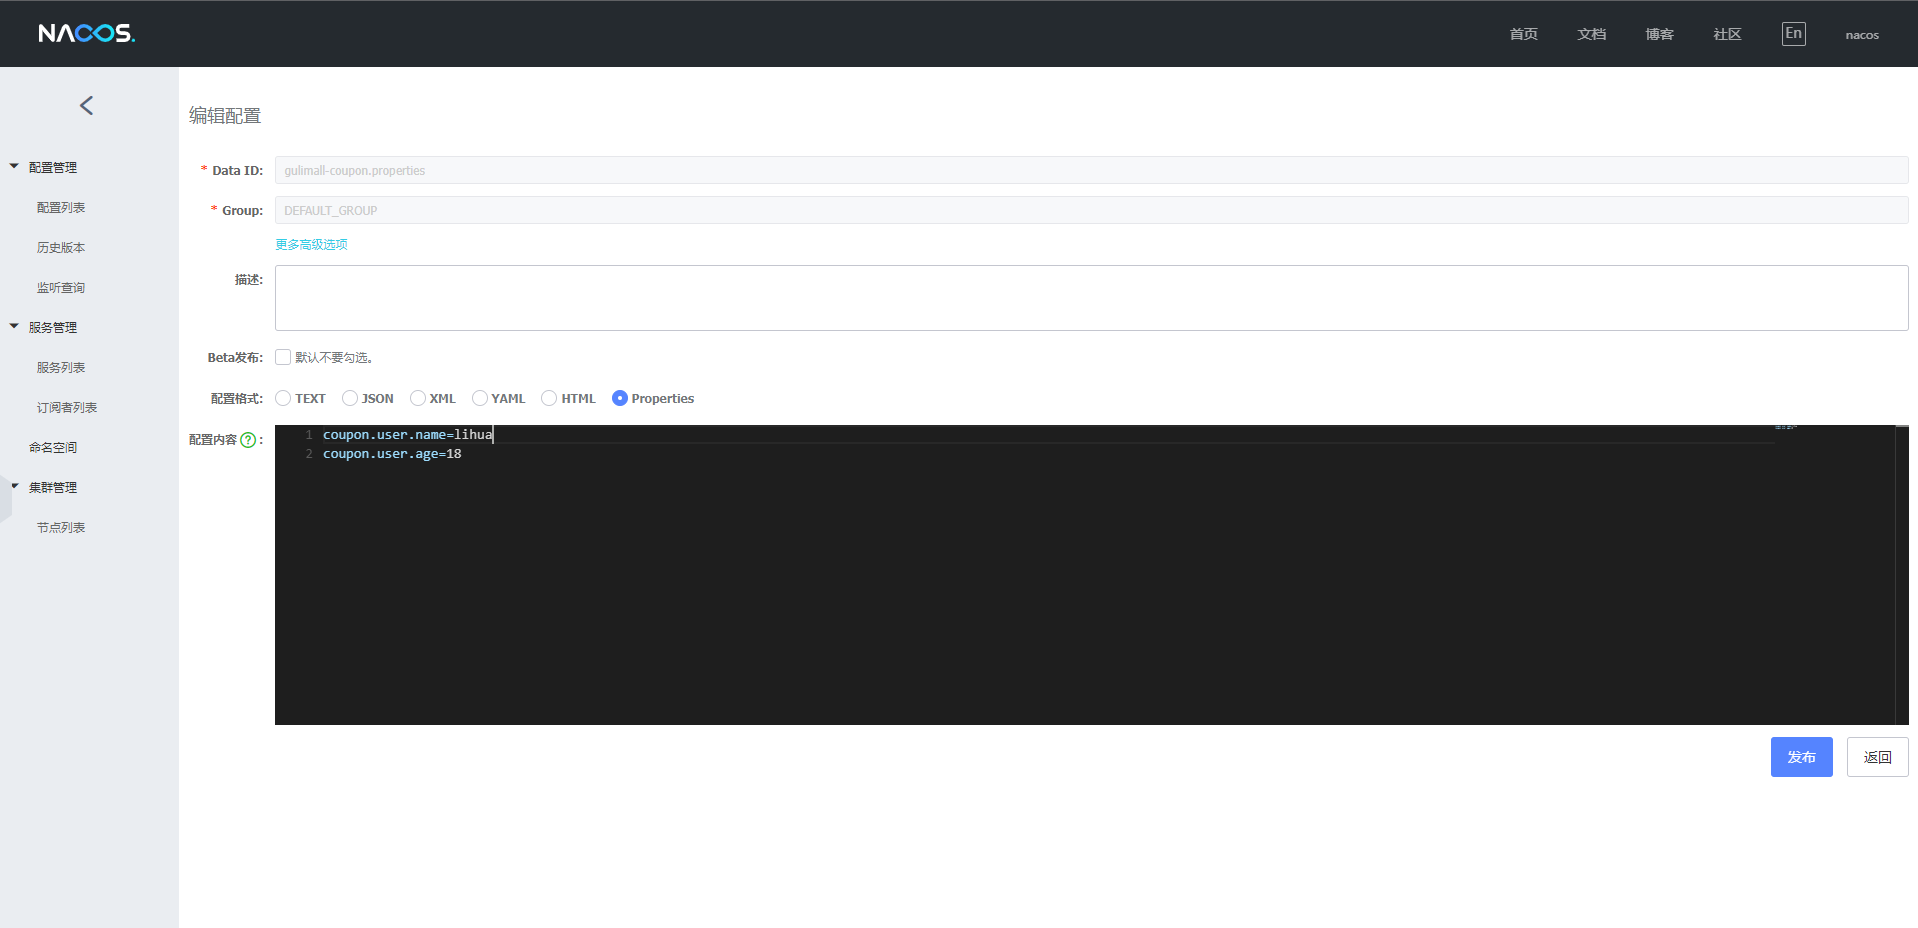 NACOS.
首页 文档 博客 社区 En nacos
编辑配置
配置管理
配置列表
历史版本
监听查询
服务管理
服务列表
订阅者列表
命名空间
集群管理
节点列表
* Data ID: gulimall-coupon.properties
* Group: DEFAULT_GROUP
更多高级选项
描述:
Beta发布: 默认不要勾选。
配置格式: TEXT JSON XML YAML HTML Properties
配置内容 ? :
1 coupon.user.name=lihua
2 coupon.user.age=18
发布 返回